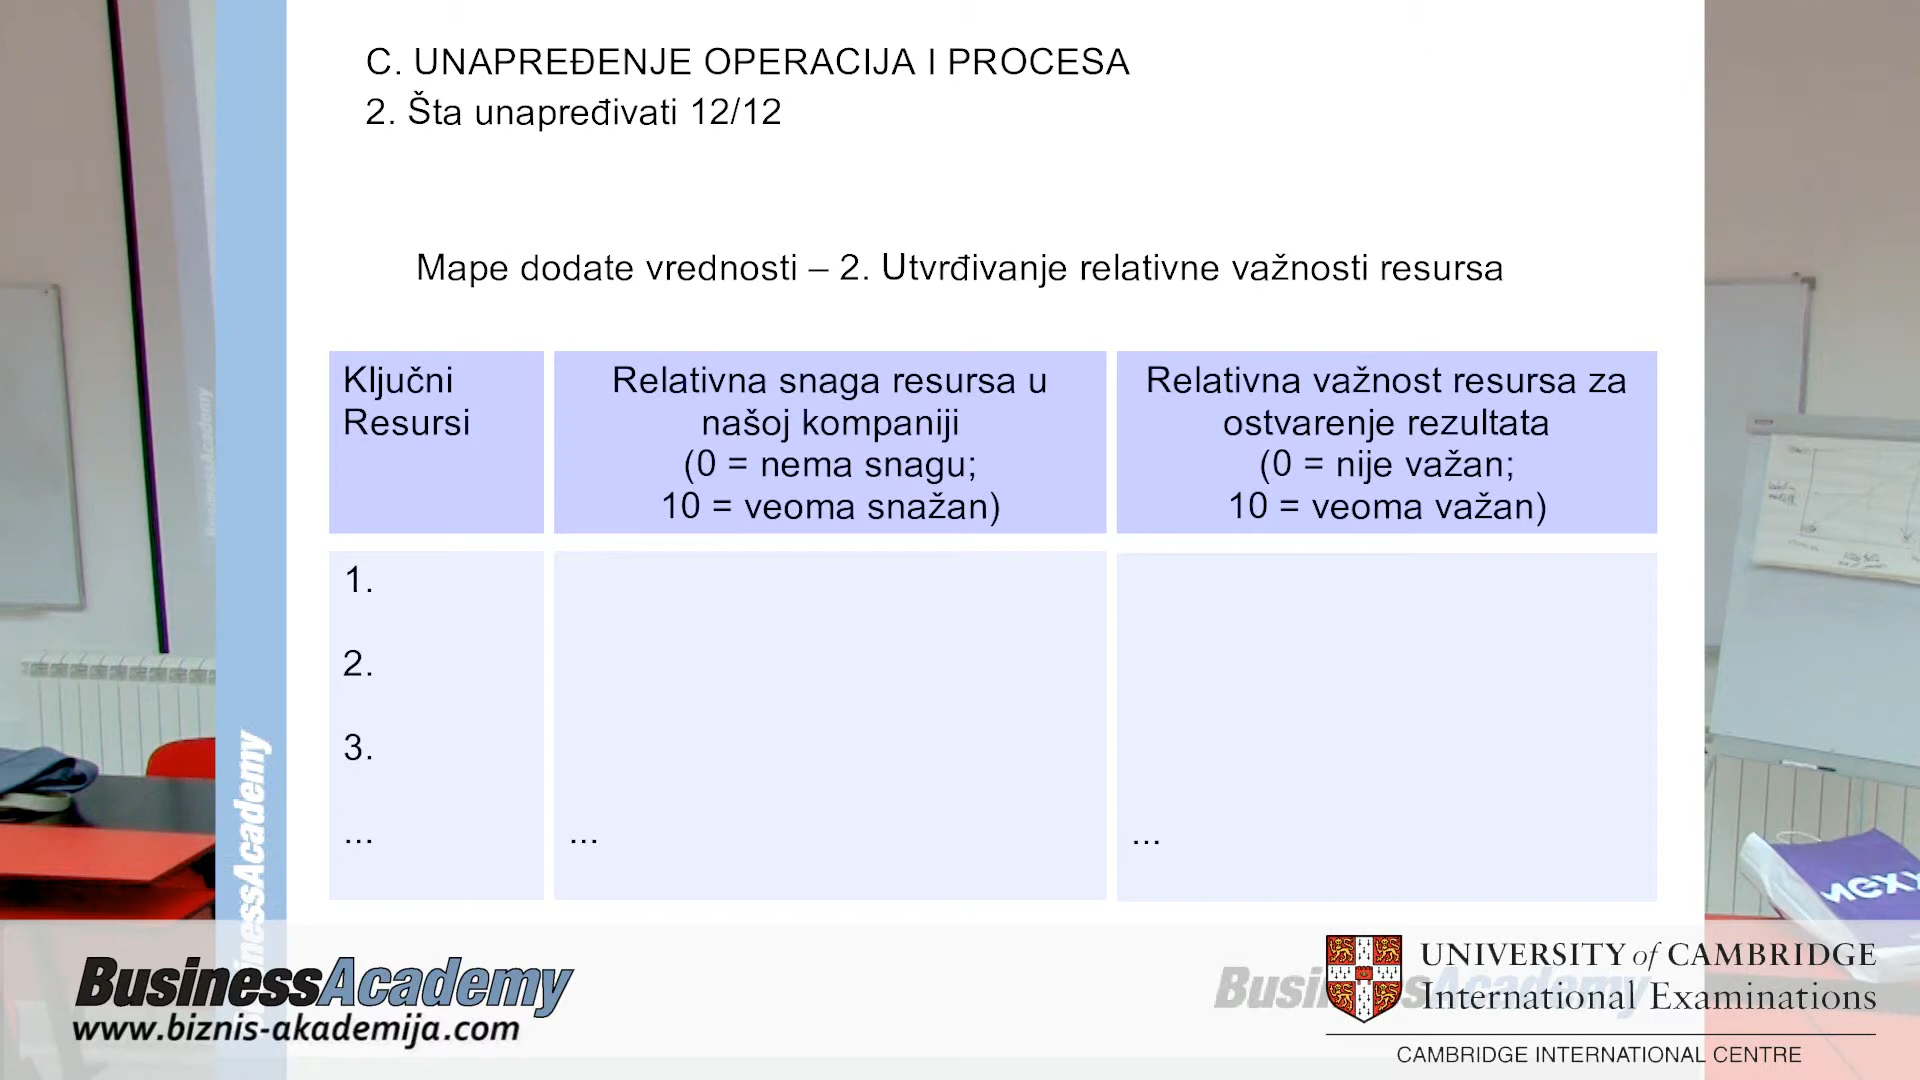 C. UNAPREĐENJE OPERACIJA I PROCESA
2. Šta unapređivati 12/12
Mape dodate vrednosti – 2. Utvrđivanje relativne važnosti resursa
Ključni
Resursi
Relativna snaga resursa u
našoj kompaniji
(0 = nema snagu;
10 = veoma snažan)
Relativna važnost resursa za
ostvarenje rezultata
(0 = nije važan;
10 = veoma važan)
1.
2.
3.
...
...
...
BusinessAcademy
BusinessAcademy
www.biznis-akademija.com
BusinessAcademy
UNIVERSITY of CAMBRIDGE
International Examinations
CAMBRIDGE INTERNATIONAL CENTRE